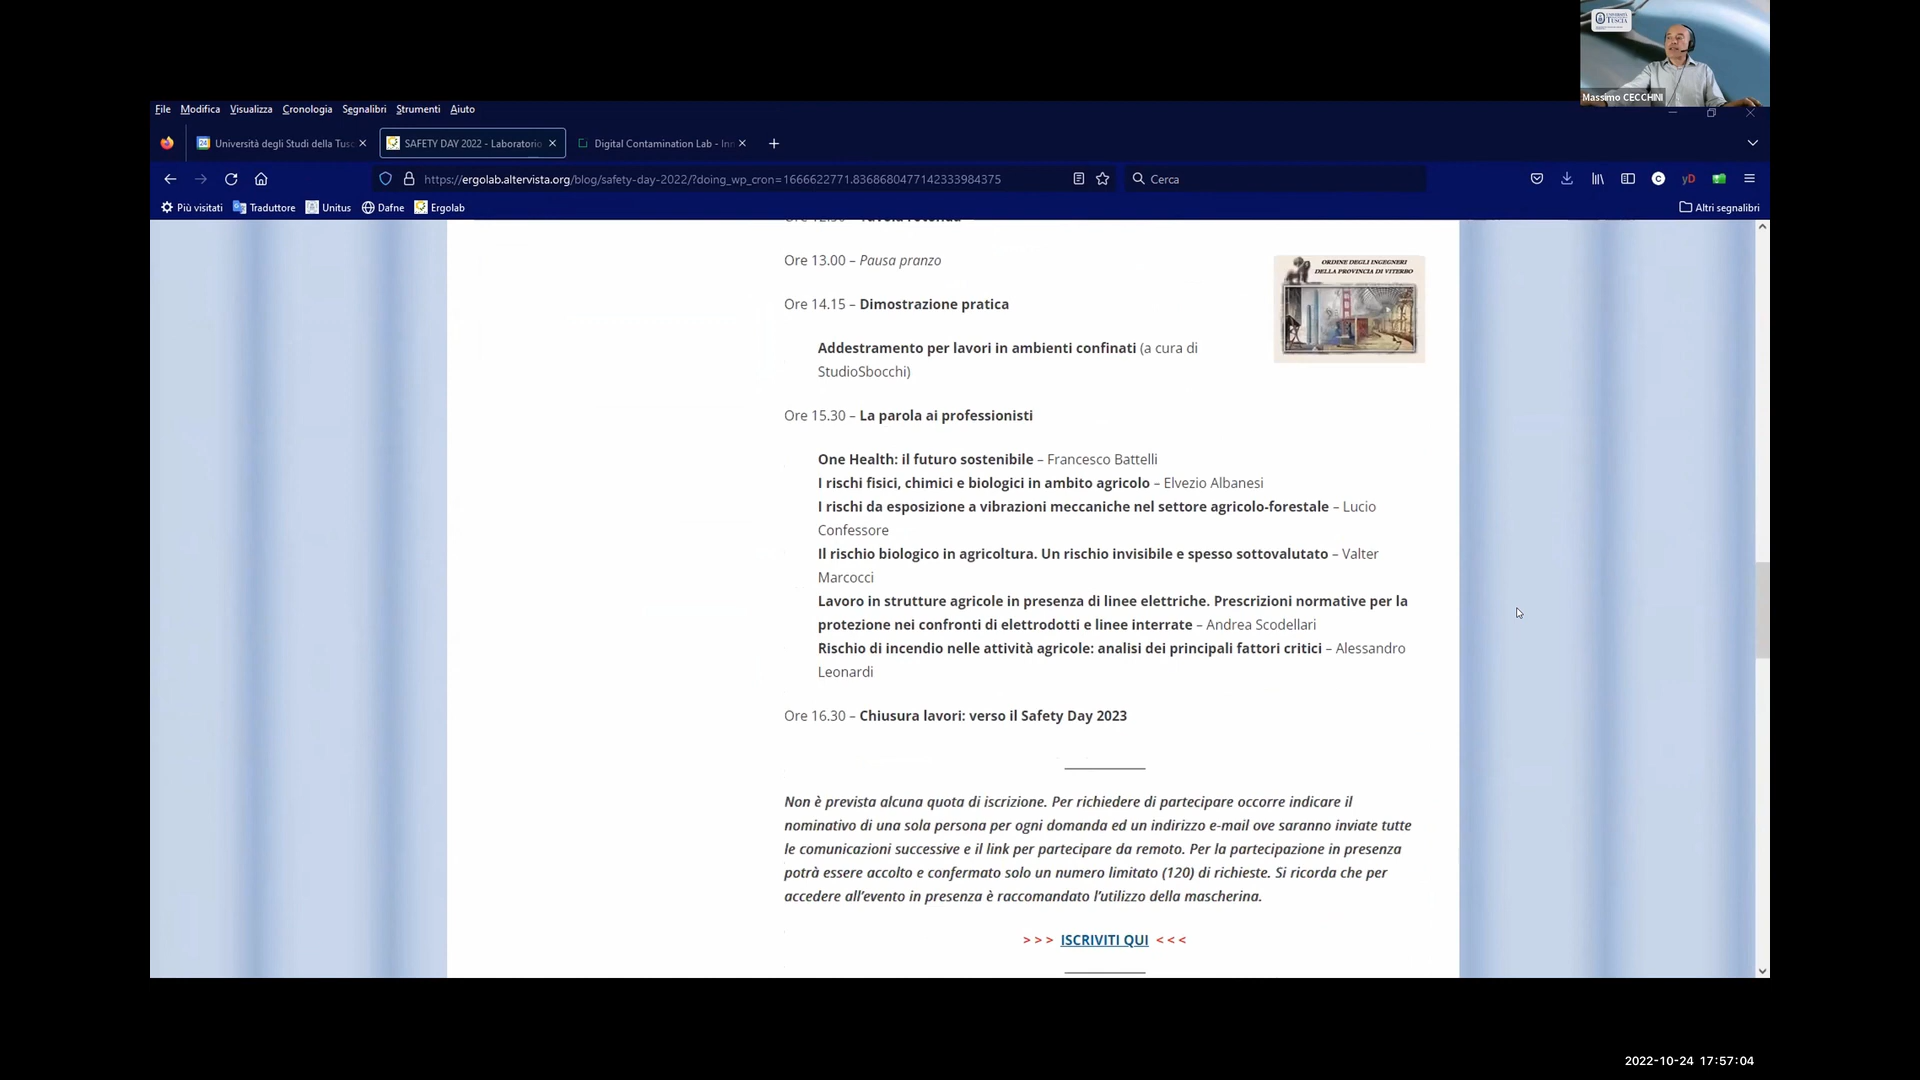 UNIVERSITÀ
TUSCIA
Massimo CECCHINI
File Modifica Visualizza Cronologia Segnalibri Strumenti Aiuto
Università degli Studi della Tusc
SAFETY DAY 2022 - Laboratorio
Digital Contamination Lab - Inn
https://ergolab.altervista.org/blog/safety-day-2022/?doing_wp_cron=1666622771.8368680477142333984375
Cerca
Più visitati Traduttore Unitus Dafne Ergolab
Altri segnalibri
Ore 12.30 – Tavola rotonda
Ore 13.00 – Pausa pranzo
ORDINE DEGLI INGEGNERI
DELLA PROVINCIA DI VITERBO
Ore 14.15 – Dimostrazione pratica
Addestramento per lavori in ambienti confinati (a cura di
StudioSbocchi)
Ore 15.30 – La parola ai professionisti
One Health: il futuro sostenibile – Francesco Battelli
I rischi fisici, chimici e biologici in ambito agricolo – Elvezio Albanesi
I rischi da esposizione a vibrazioni meccaniche nel settore agricolo-forestale – Lucio
Confessore
Il rischio biologico in agricoltura. Un rischio invisibile e spesso sottovalutato – Valter
Marcocci
Lavoro in strutture agricole in presenza di linee elettriche. Prescrizioni normative per la
protezione nei confronti di elettrodotti e linee interrate – Andrea Scodellari
Rischio di incendio nelle attività agricole: analisi dei principali fattori critici – Alessandro
Leonardi
Ore 16.30 – Chiusura lavori: verso il Safety Day 2023
Non è prevista alcuna quota di iscrizione. Per richiedere di partecipare occorre indicare il
nominativo di una sola persona per ogni domanda ed un indirizzo e-mail ove saranno inviate tutte
le comunicazioni successive e il link per partecipare da remoto. Per la partecipazione in presenza
potrà essere accolto e confermato solo un numero limitato (120) di richieste. Si ricorda che per
accedere all'evento in presenza è raccomandato l'utilizzo della mascherina.
> > > ISCRIVITI QUI < < <
2022-10-24 17:57:04